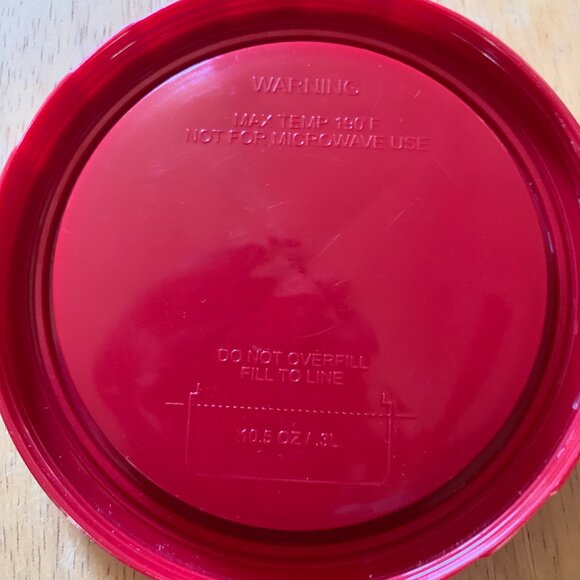 WARNING
MAX TEMP 190 F
NOT FOR MICROWAVE USE
DO NOT OVERFILL
FILL TO LINE
10.5 OZ / .3L